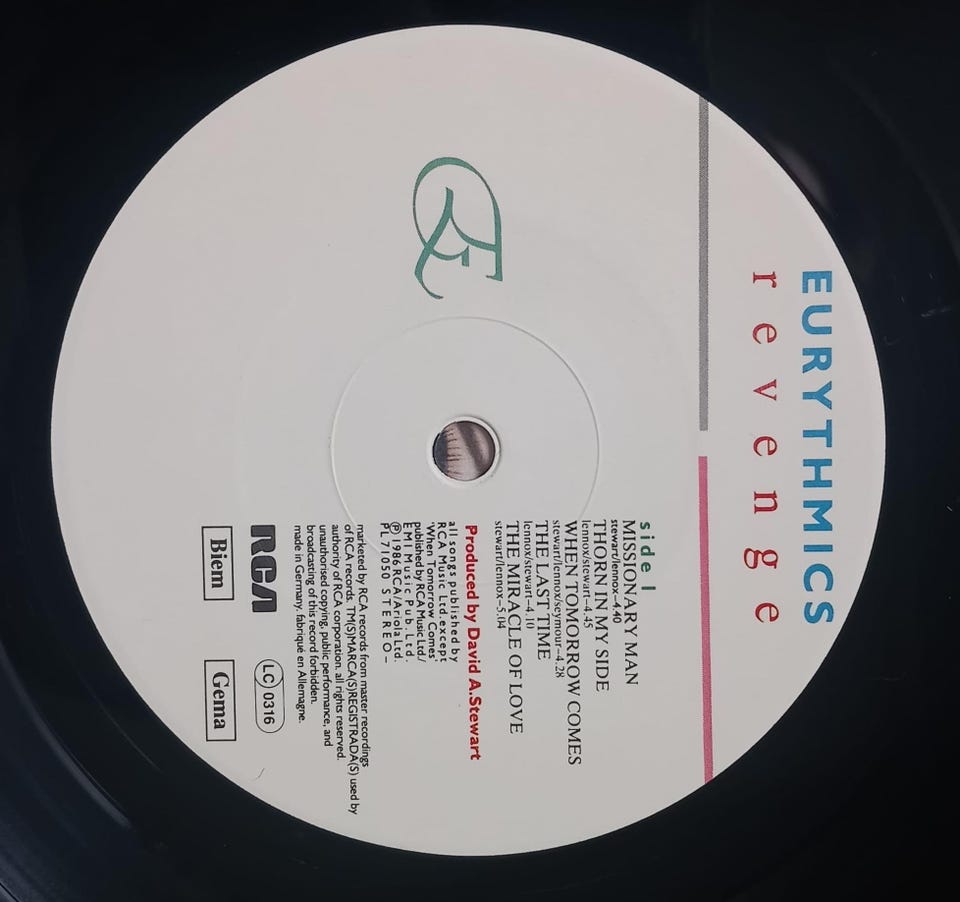 EURYTHMICS
revenge
side 1
MISSIONARY MAN
stewart/lennox–4.40
THORN IN MY SIDE
lennox/stewart–4.45
WHEN TOMORROW COMES
stewart/lennox/seymour–4.28
THE LAST TIME
lennox/stewart–4.10
THE MIRACLE OF LOVE
stewart/lennox–5.04
Produced by David A.Stewart
all songs published by
RCA Music Ltd. except
'When Tomorrow Comes',
published by RCA Music Ltd./
EMI Music Pub. Ltd.
℗ 1986 RCA/Ariola Ltd.
PL 71050 STEREO –
marketed by RCA records from master recordings
of RCA records. TM(S)MARCA(S)REGISTRADA(S) used by
authority of RCA corporation. all rights reserved.
unauthorised copying, public performance, and
broadcasting of this record forbidden.
made in Germany. fabriqué en Allemagne.
RCA
LC 0316
Biem
Gema